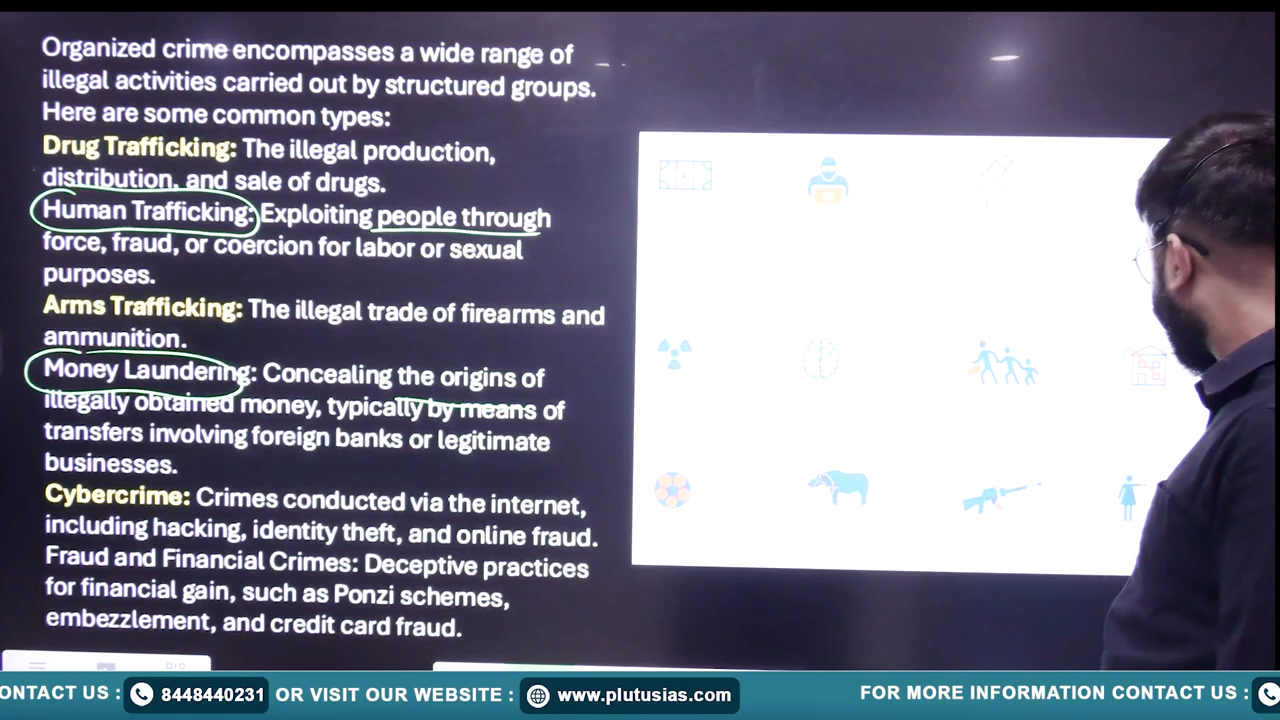 Organized crime encompasses a wide range of
illegal activities carried out by structured groups.
Here are some common types:
Drug Trafficking: The illegal production,
distribution, and sale of drugs.
Human Trafficking: Exploiting people through
force, fraud, or coercion for labor or sexual
purposes.
Arms Trafficking: The illegal trade of firearms and
ammunition.
Money Laundering: Concealing the origins of
illegally obtained money, typically by means of
transfers involving foreign banks or legitimate
businesses.
Cybercrime: Crimes conducted via the internet,
including hacking, identity theft, and online fraud.
Fraud and Financial Crimes: Deceptive practices
for financial gain, such as Ponzi schemes,
embezzlement, and credit card fraud.
ONTACT US : 8448440231 OR VISIT OUR WEBSITE : www.plutusias.com FOR MORE INFORMATION CONTACT US :